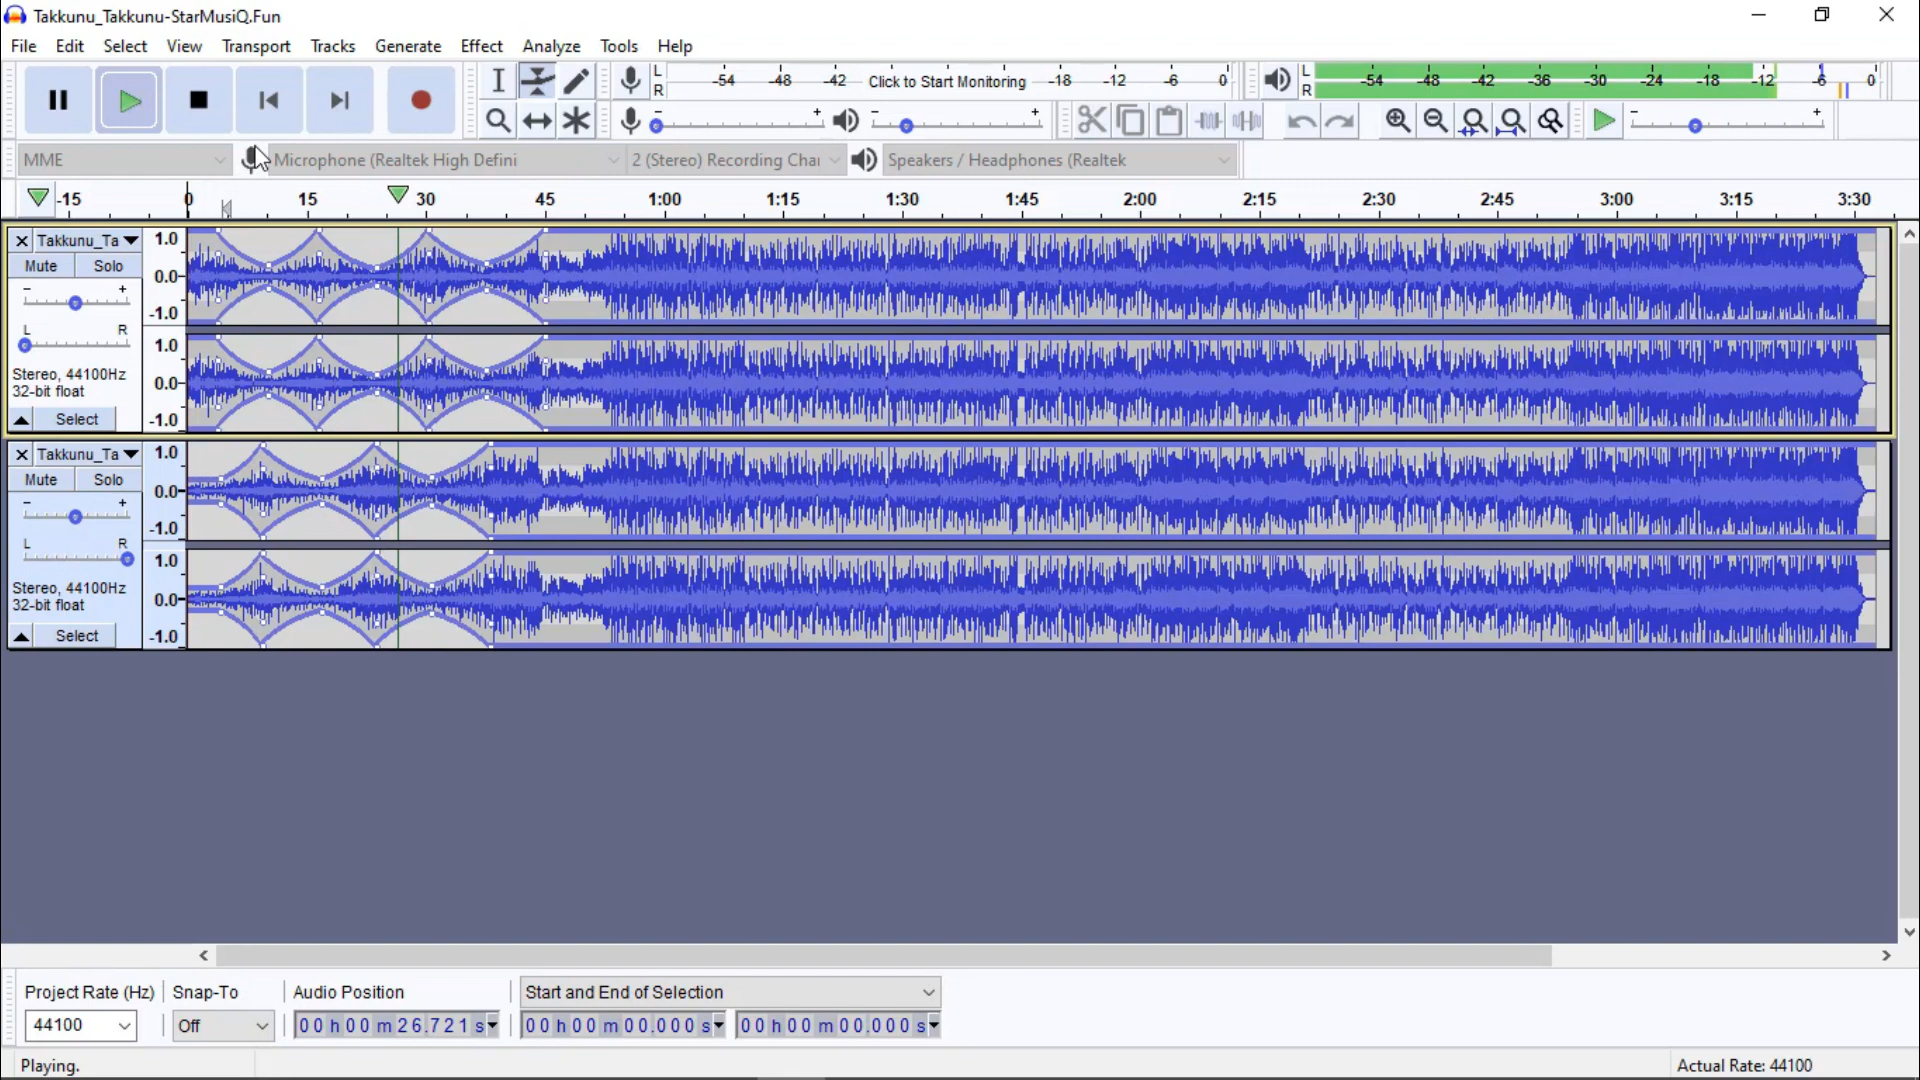 Takkunu_Takkunu-StarMusiQ.Fun
File Edit Select View Transport Tracks Generate Effect Analyze Tools Help
L R -54 -48 -42 Click to Start Monitoring -18 -12 -6 0
L R -54 -48 -42 -36 -30 -24 -18 -12 -6 0
- + - + - +
MME Microphone (Realtek High Defini 2 (Stereo) Recording Char Speakers / Headphones (Realtek
-15 0 15 30 45 1:00 1:15 1:30 1:45 2:00 2:15 2:30 2:45 3:00 3:15 3:30
Takkunu_Ta 1.0
Mute Solo
- + 0.0
-1.0
L R
1.0
Stereo, 44100Hz 0.0
32-bit float
Select -1.0
Takkunu_Ta 1.0
Mute Solo
- + 0.0
-1.0
L R
1.0
Stereo, 44100Hz 0.0
32-bit float
Select -1.0
Project Rate (Hz) Snap-To Audio Position Start and End of Selection
44100 Off 00 h 00 m 26.721 s 00 h 00 m 00.000 s 00 h 00 m 00.000 s
Playing. Actual Rate: 44100